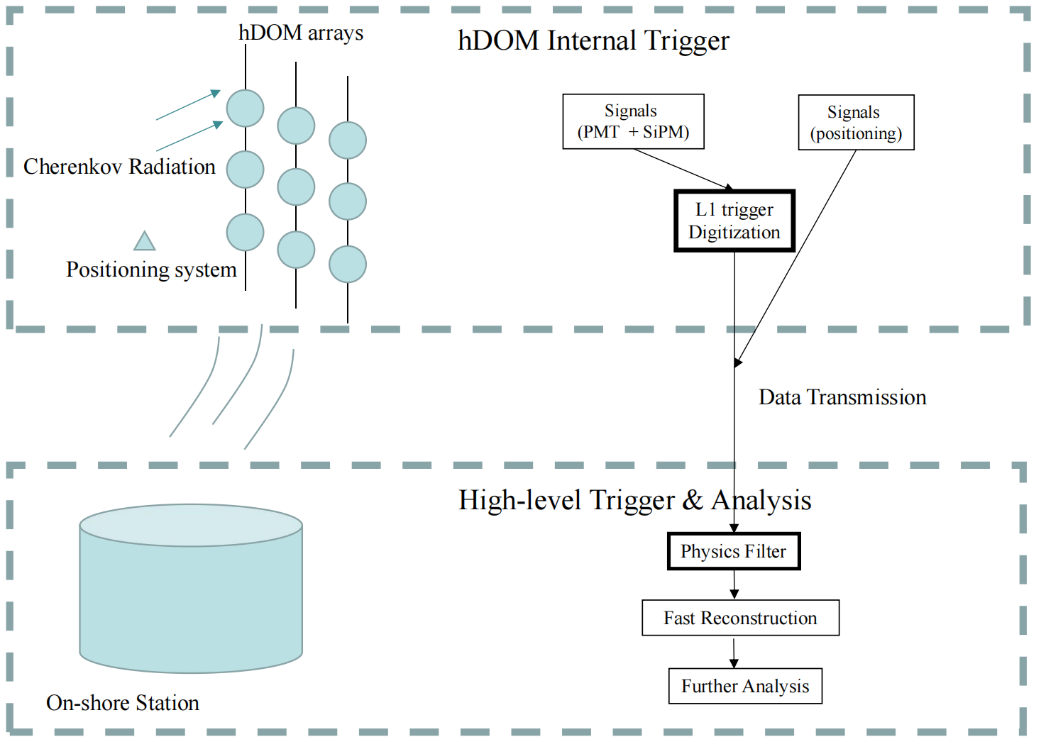 hDOM arrays
hDOM Internal Trigger
Cherenkov Radiation
Positioning system
Signals
(PMT + SiPM)
Signals
(positioning)
L1 trigger
Digitization
Data Transmission
High-level Trigger & Analysis
On-shore Station
Physics Filter
Fast Reconstruction
Further Analysis